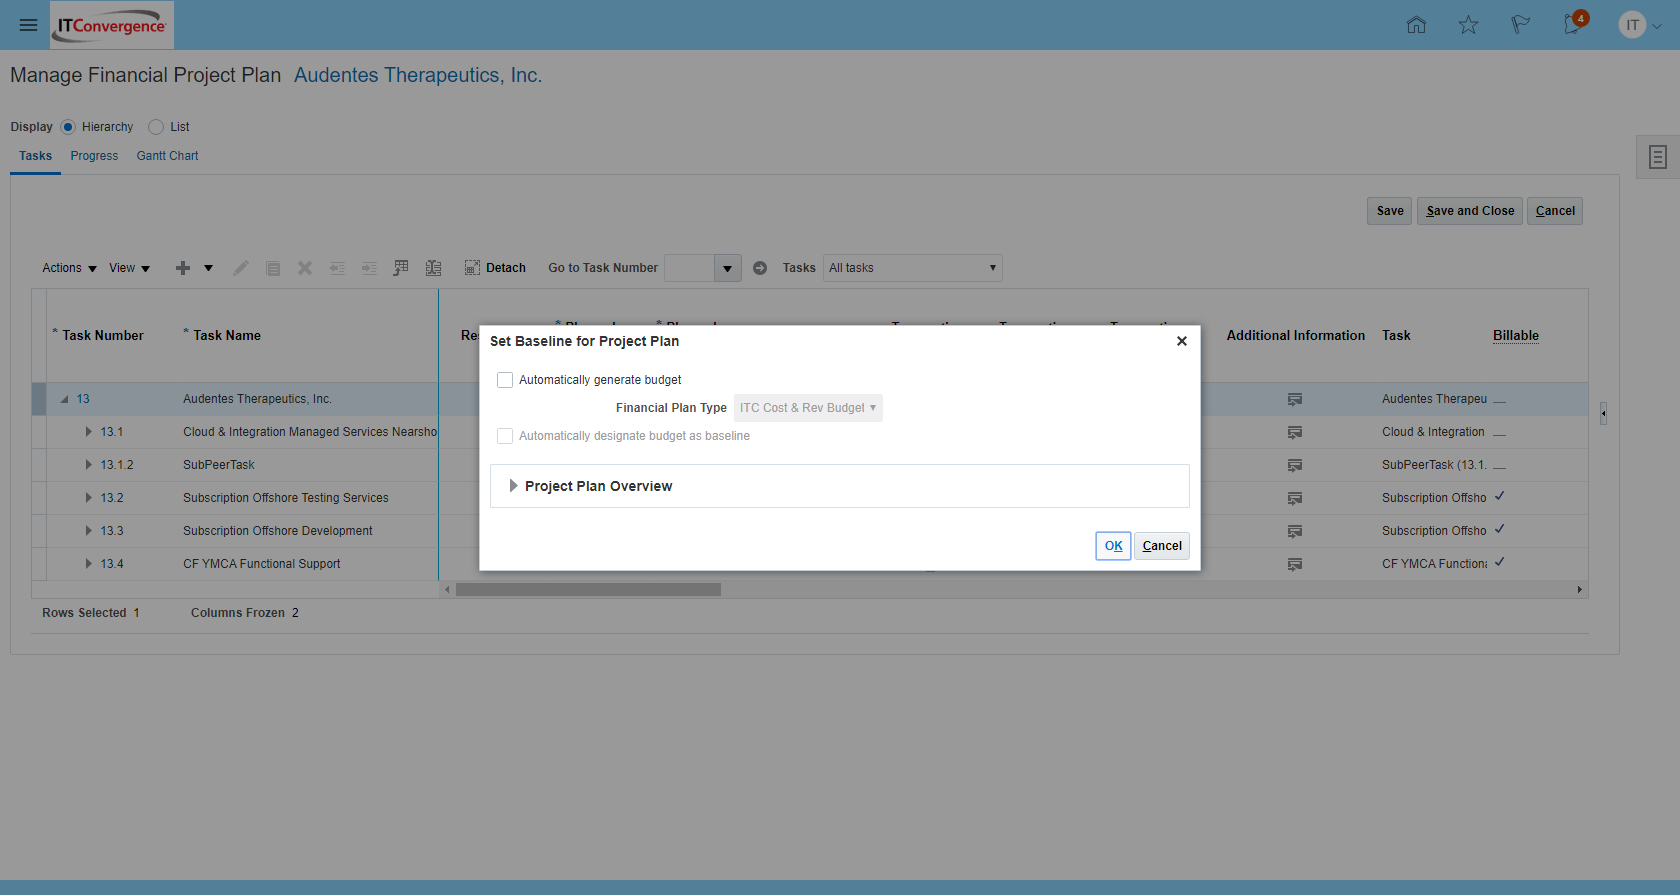 ITConvergence
4
IT
Manage Financial Project Plan Audentes Therapeutics, Inc.
Display Hierarchy List
Tasks Progress Gantt Chart
Save Save and Close Cancel
Actions View Detach Go to Task Number Tasks All tasks
* Task Number * Task Name Additional Information Task Billable
13 Audentes Therapeutics, Inc. Audentes Therapeu
13.1 Cloud & Integration Managed Services Nearsho Cloud & Integration
13.1.2 SubPeerTask SubPeerTask (13.1.
13.2 Subscription Offshore Testing Services Subscription Offsho
13.3 Subscription Offshore Development Subscription Offsho
13.4 CF YMCA Functional Support CF YMCA Functiona
Rows Selected 1 Columns Frozen 2
Set Baseline for Project Plan
Automatically generate budget
Financial Plan Type ITC Cost & Rev Budget
Automatically designate budget as baseline
Project Plan Overview
OK Cancel